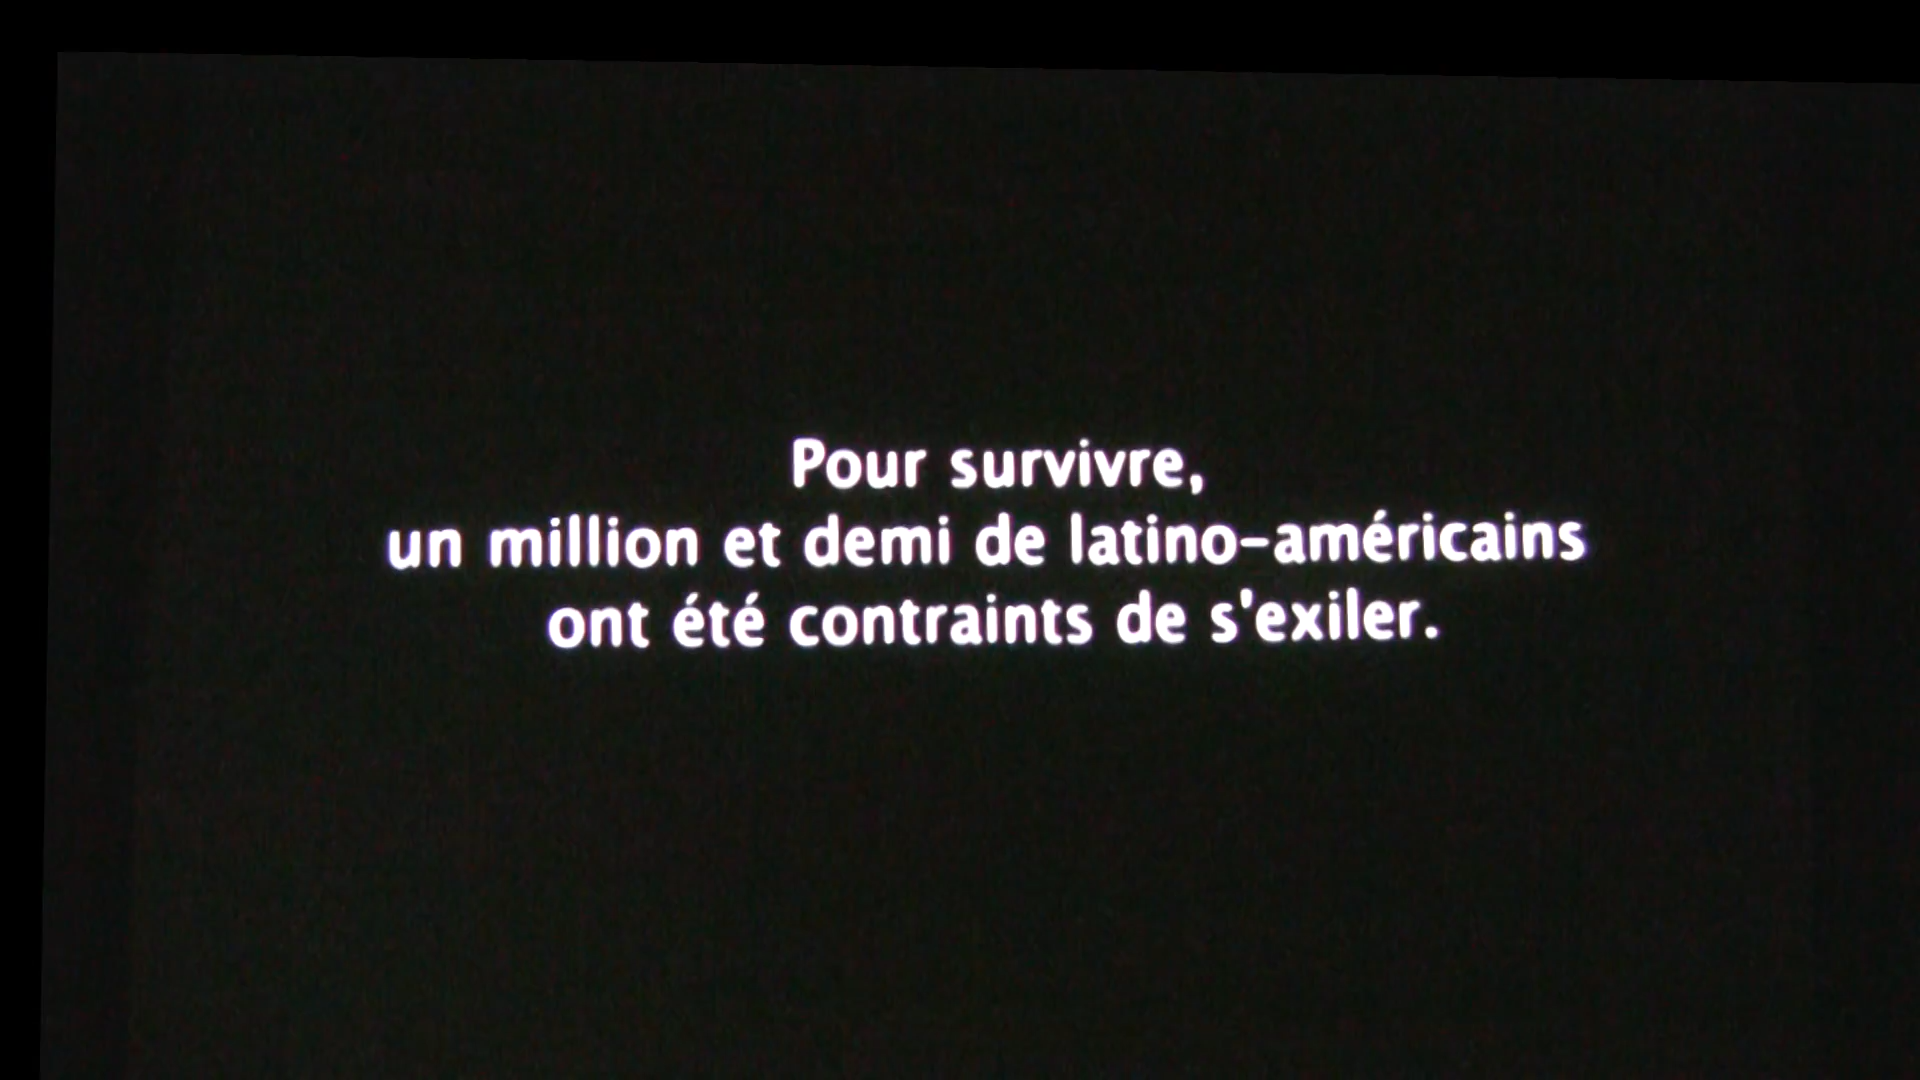 Pour survivre,
un million et demi de latino-américains
ont été contraints de s'exiler.